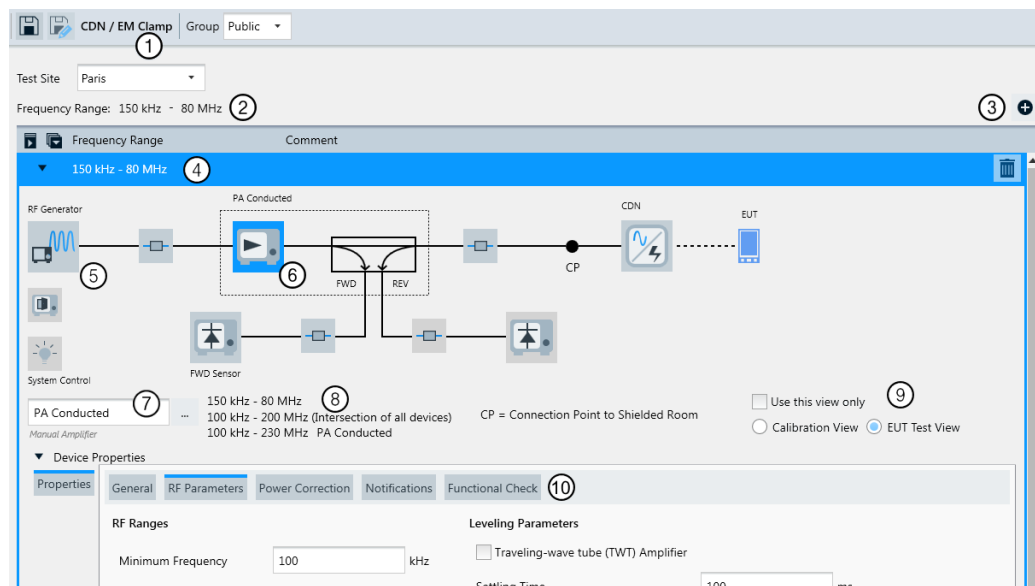 CDN / EM Clamp Group Public
1
Test Site Paris
Frequency Range: 150 kHz - 80 MHz 2
3
Frequency Range Comment
150 kHz - 80 MHz 4
PA Conducted
CDN
RF Generator
EUT
5
6
CP
FWD REV
FWD Sensor
System Control
PA Conducted 7 ...
Manual Amplifier
150 kHz - 80 MHz 8
100 kHz - 200 MHz (Intersection of all devices)
100 kHz - 230 MHz PA Conducted
CP = Connection Point to Shielded Room
Use this view only 9
Calibration View EUT Test View
Device Properties
Properties General RF Parameters Power Correction Notifications Functional Check 10
RF Ranges Leveling Parameters
Traveling-wave tube (TWT) Amplifier
Minimum Frequency 100 kHz
Settling Time 100 ms